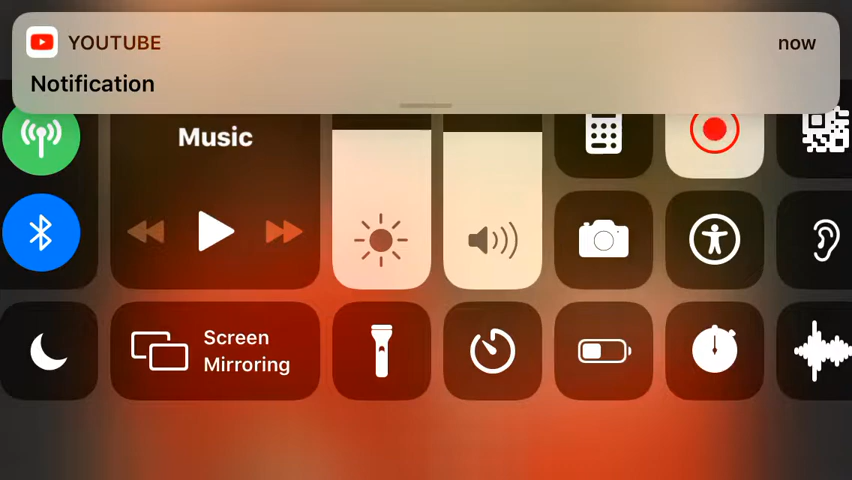 YOUTUBE
now
Notification
Music
Screen
Mirroring